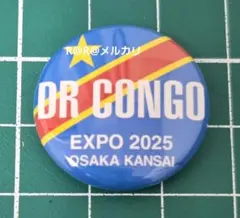 R@R@メルカリ
DR CONGO
EXPO 2025
OSAKA KANSAI